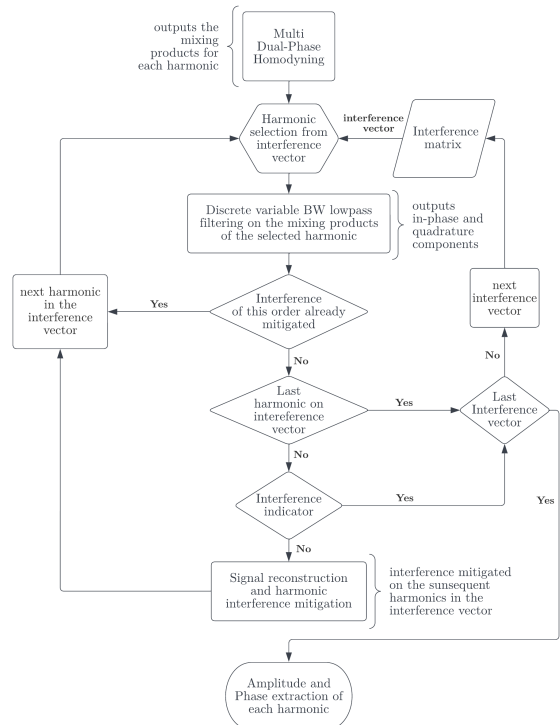 outputs the
mixing
products for
each harmonic
Multi
Dual-Phase
Homodyning
Harmonic
selection from
interference
vector
interference
vector
Interference
matrix
Discrete variable BW lowpass
filtering on the mixing products
of the selected harmonic
outputs
in-phase and
quadrature
components
next harmonic
in the
interference
vector
Yes
Interference
of this order already
mitigated
next
interference
vector
No
No
Last
harmonic on
intereference
vector
Yes
Last
Interference
vector
No
Interference
indicator
Yes
Yes
No
Signal reconstruction
and harmonic
interference mitigation
interference mitigated
on the sunsequent
harmonics in the
interference vector
Amplitude and
Phase extraction of
each harmonic